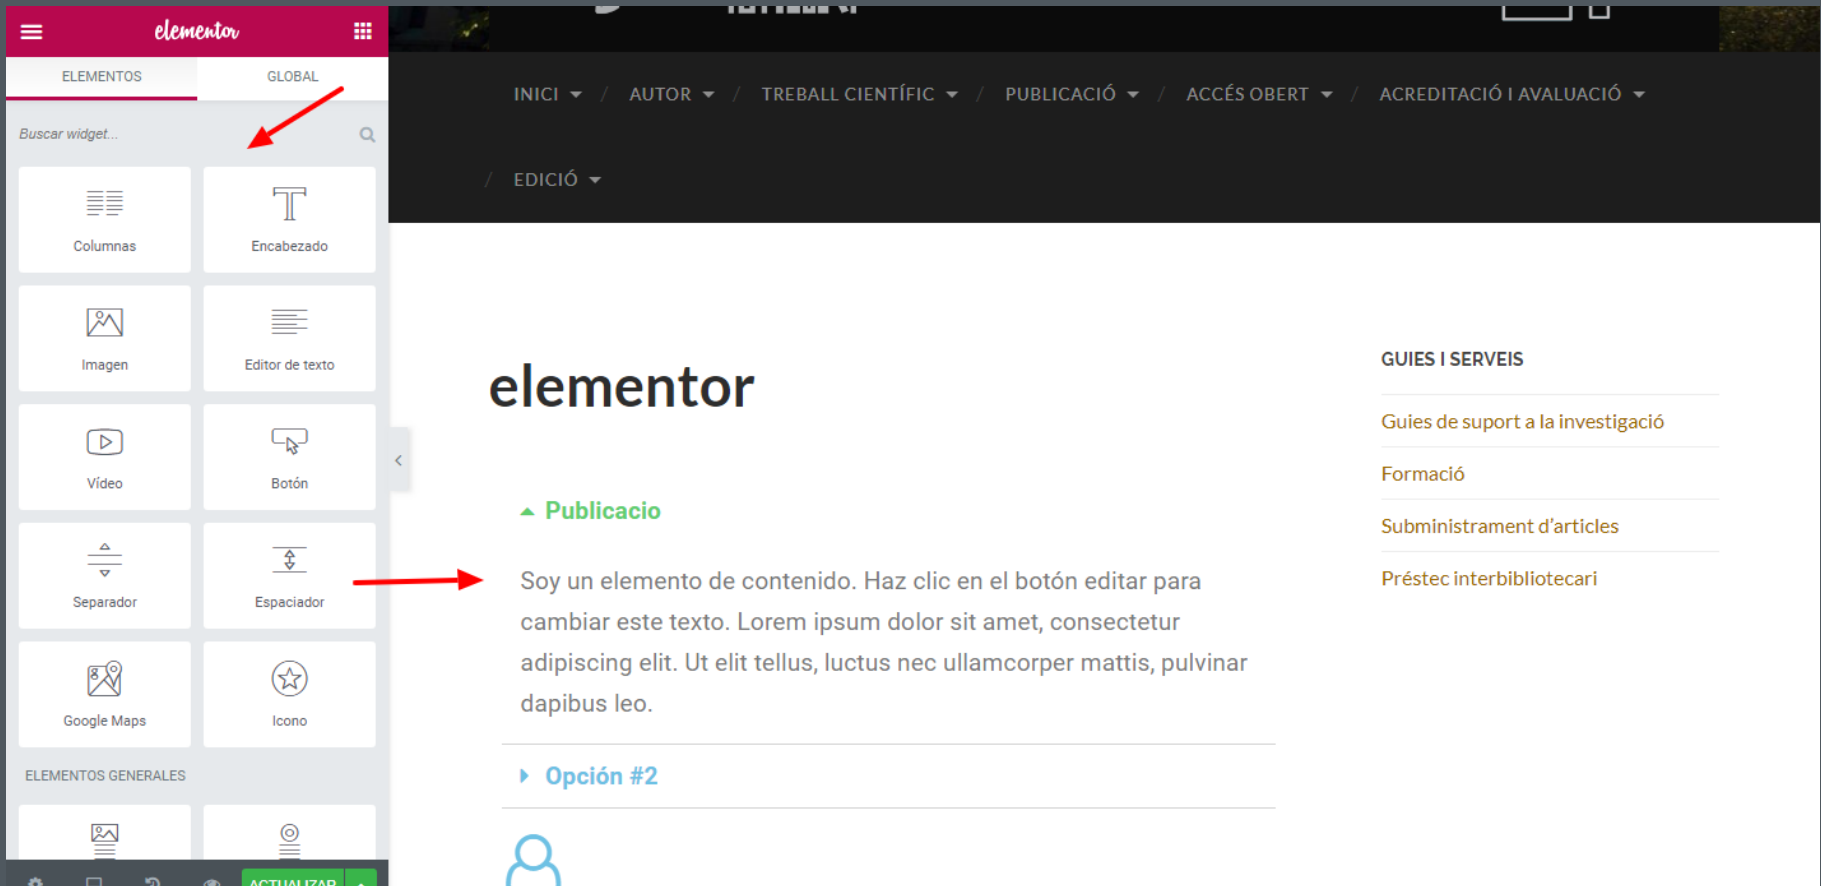 elementor
ELEMENTOS GLOBAL
Buscar widget...
Columnas Encabezado
Imagen Editor de texto
Vídeo Botón
Separador Espaciador
Google Maps Icono
ELEMENTOS GENERALES
ACTUALIZAR
INICI / AUTOR / TREBALL CIENTÍFIC / PUBLICACIÓ / ACCÉS OBERT / ACREDITACIÓ I AVALUACIÓ
/ EDICIÓ
elementor
Publicacio
Soy un elemento de contenido. Haz clic en el botón editar para
cambiar este texto. Lorem ipsum dolor sit amet, consectetur
adipiscing elit. Ut elit tellus, luctus nec ullamcorper mattis, pulvinar
dapibus leo.
Opción #2
GUIES I SERVEIS
Guies de suport a la investigació
Formació
Subministrament d'articles
Préstec interbibliotecari